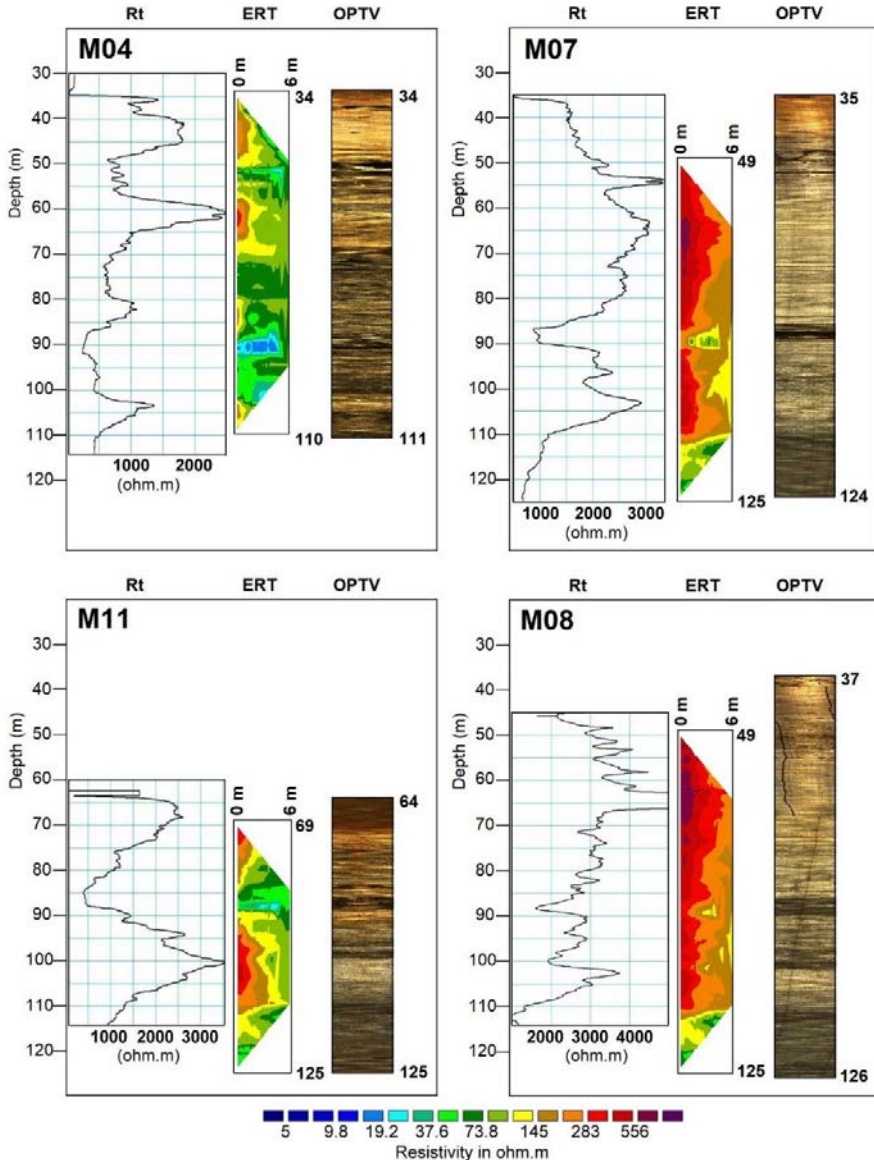 Rt ERT OPTV
M04
0 m
6 m
34
34
Depth (m)
30
40
50
60
70
80
90
100
110
120
110
111
1000 2000
(ohm.m)
Rt ERT OPTV
M07
0 m
6 m
35
49
Depth (m)
30
40
50
60
70
80
90
100
110
120
125
124
1000 2000 3000
(ohm.m)
Rt ERT OPTV
M11
0 m
6 m
64
69
Depth (m)
30
40
50
60
70
80
90
100
110
120
125
125
1000 2000 3000
(ohm.m)
Rt ERT OPTV
M08
0 m
6 m
37
49
Depth (m)
30
40
50
60
70
80
90
100
110
120
125
126
2000 3000 4000
(ohm.m)
5 9.8 19.2 37.6 73.8 145 283 556
Resistivity in ohm.m